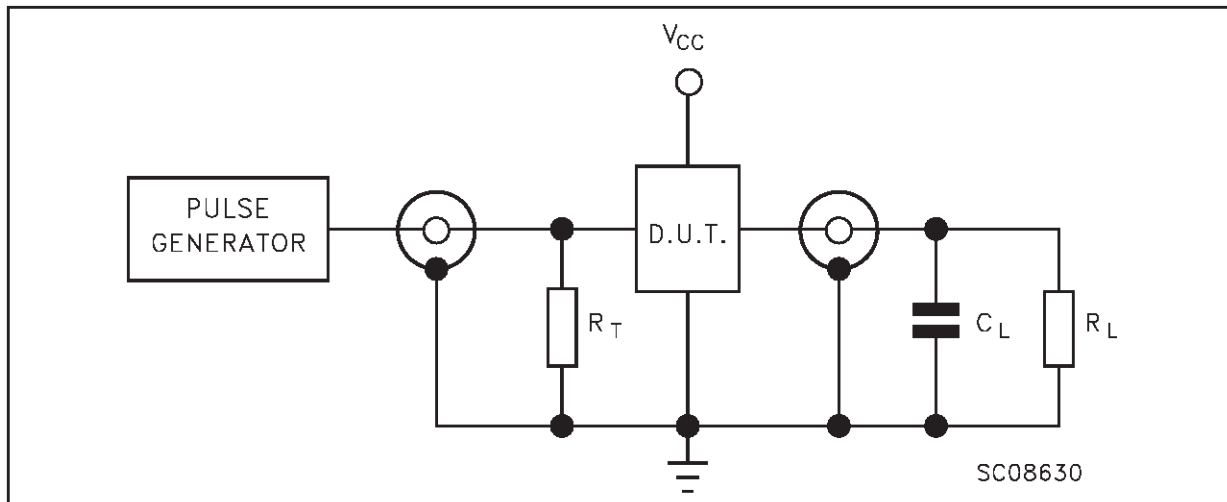 VCC
PULSE
GENERATOR
D.U.T.
RT
CL
RL
SC08630